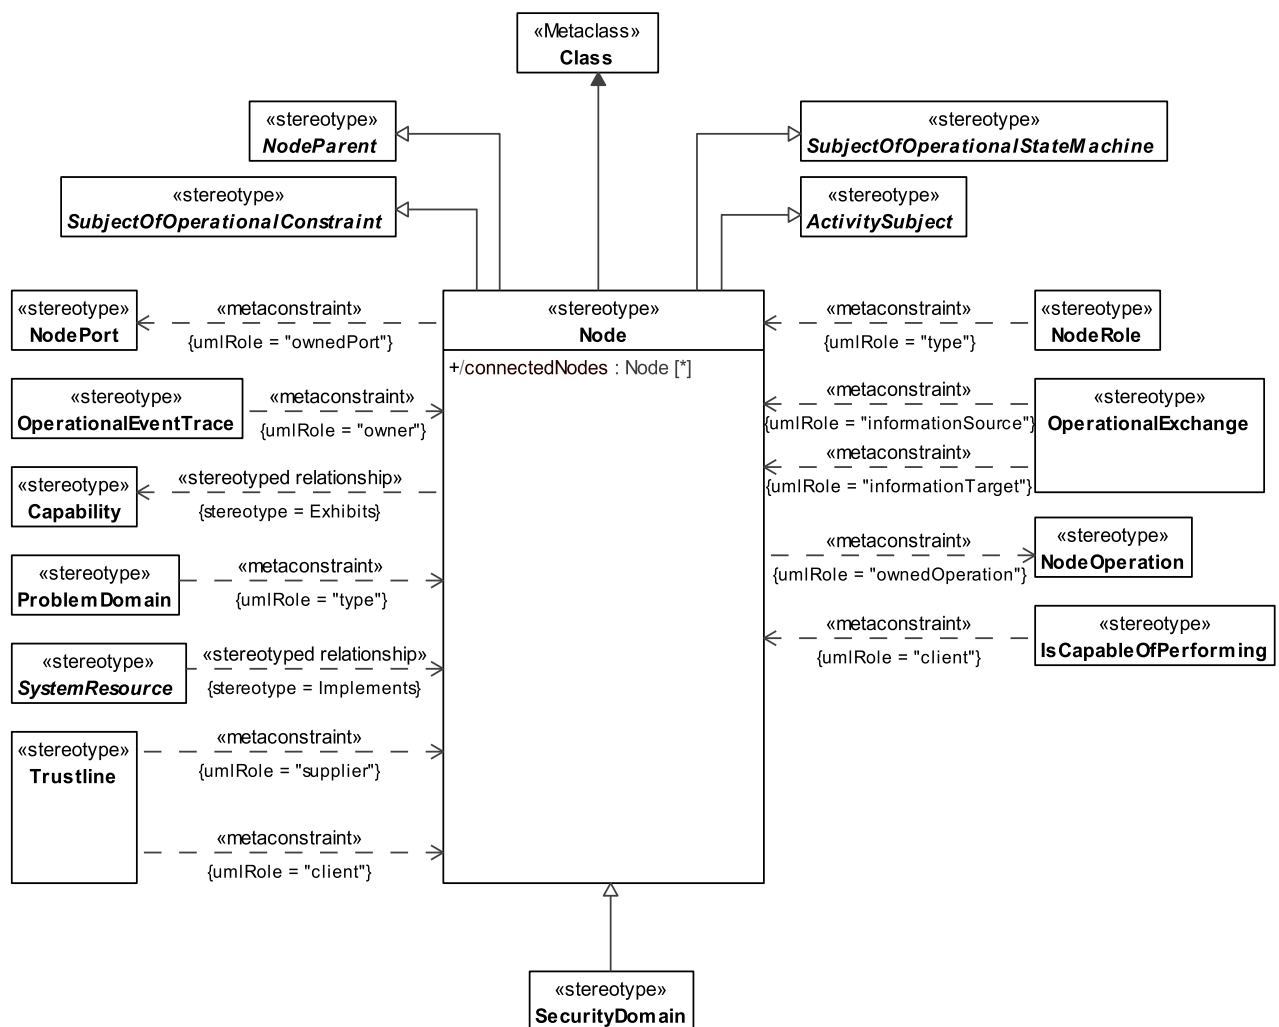 «Metaclass»
Class
«stereotype»
NodeParent
«stereotype»
SubjectOfOperationalStateMachine
«stereotype»
SubjectOfOperationalConstraint
«stereotype»
ActivitySubject
«stereotype»
NodePort
«metaconstraint»
{umlRole = "ownedPort"}
«stereotype»
Node
+/connectedNodes : Node [*]
«metaconstraint»
{umlRole = "type"}
«stereotype»
NodeRole
«stereotype»
OperationalEventTrace
«metaconstraint»
{umlRole = "owner"}
«metaconstraint»
{umlRole = "informationSource"}
«metaconstraint»
{umlRole = "informationTarget"}
«stereotype»
OperationalExchange
«stereotype»
Capability
«stereotyped relationship»
{stereotype = Exhibits}
«metaconstraint»
{umlRole = "ownedOperation"}
«stereotype»
NodeOperation
«stereotype»
ProblemDomain
«metaconstraint»
{umlRole = "type"}
«metaconstraint»
{umlRole = "client"}
«stereotype»
IsCapableOfPerforming
«stereotype»
SystemResource
«stereotyped relationship»
{stereotype = Implements}
«stereotype»
Trustline
«metaconstraint»
{umlRole = "supplier"}
«metaconstraint»
{umlRole = "client"}
«stereotype»
SecurityDomain